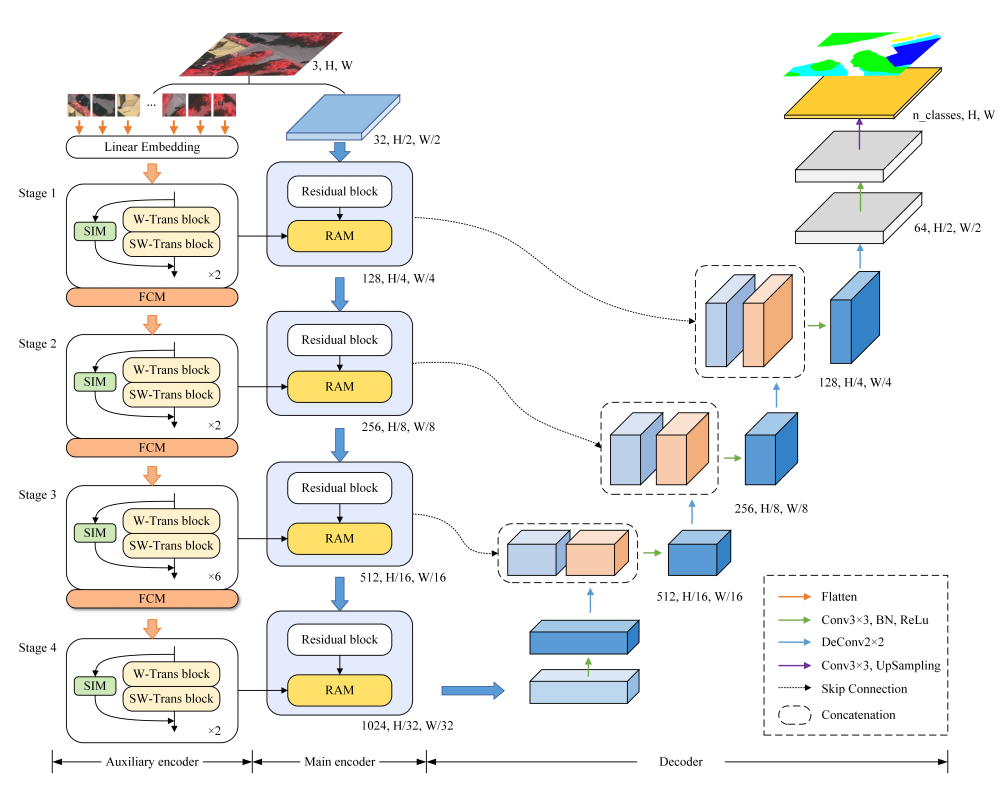 3, H, W
...
Linear Embedding
32, H/2, W/2
Stage 1
W-Trans block
SIM
SW-Trans block
×2
FCM
Residual block
RAM
128, H/4, W/4
Stage 2
W-Trans block
SIM
SW-Trans block
×2
FCM
Residual block
RAM
256, H/8, W/8
Stage 3
W-Trans block
SIM
SW-Trans block
×6
FCM
Residual block
RAM
512, H/16, W/16
Stage 4
W-Trans block
SIM
SW-Trans block
×2
Residual block
RAM
1024, H/32, W/32
n_classes, H, W
64, H/2, W/2
128, H/4, W/4
256, H/8, W/8
512, H/16, W/16
Flatten
Conv3×3, BN, ReLu
DeConv2×2
Conv3×3, UpSampling
Skip Connection
Concatenation
Auxiliary encoder
Main encoder
Decoder